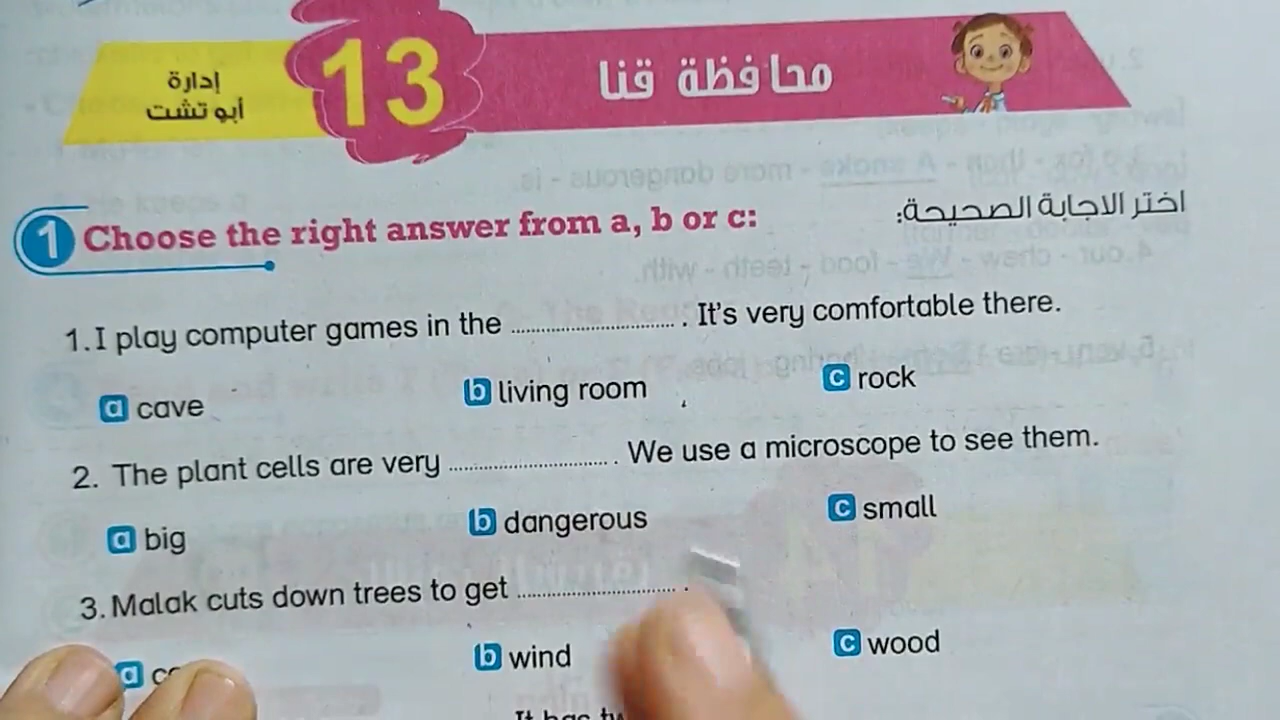 محافظة قنا
13
إدارة
أبو تشت
1 Choose the right answer from a, b or c:
اختر الاجابة الصحيحة:
1. I play computer games in the ............................ . It's very comfortable there.
a cave b living room c rock
2. The plant cells are very ............................ . We use a microscope to see them.
a big b dangerous c small
3. Malak cuts down trees to get ............................ .
a b wind c wood
It has